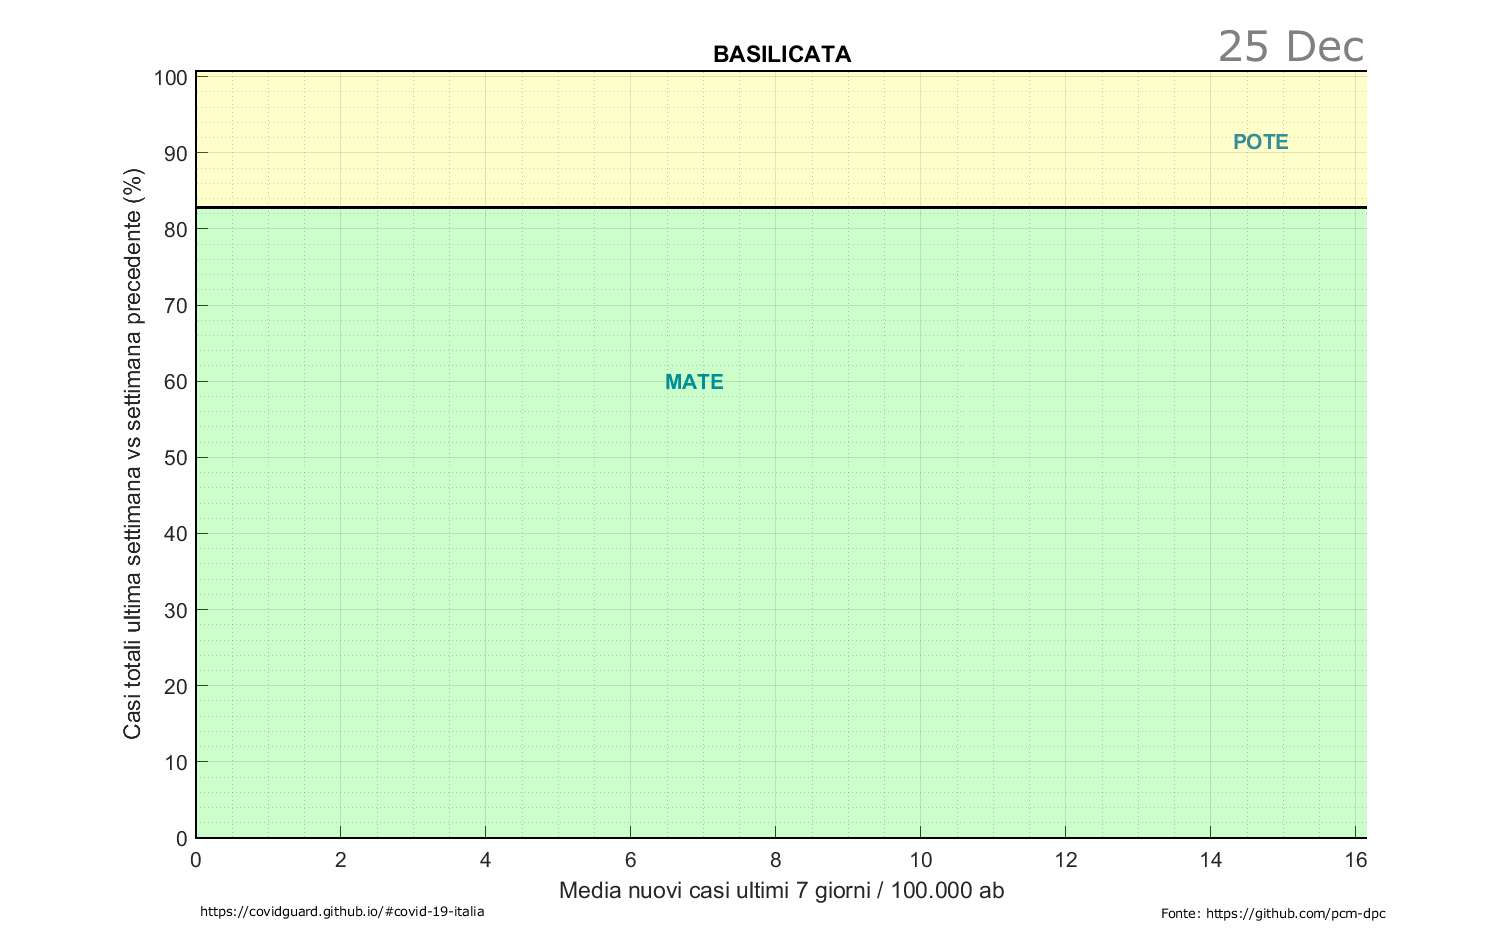 25 Dec
BASILICATA
100
90
80
70
60
50
40
30
20
10
0
Casi totali ultima settimana vs settimana precedente (%)
POTE
MATE
0 2 4 6 8 10 12 14 16
Media nuovi casi ultimi 7 giorni / 100.000 ab
https://covidguard.github.io/#covid-19-italia
Fonte: https://github.com/pcm-dpc